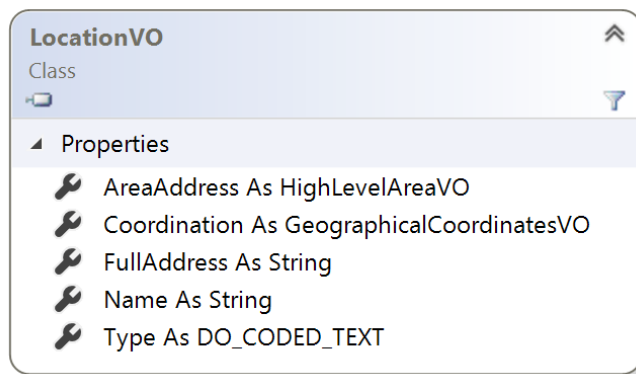 LocationVO
Class
Properties
AreaAddress As HighLevelAreaVO
Coordination As GeographicalCoordinatesVO
FullAddress As String
Name As String
Type As DO_CODED_TEXT